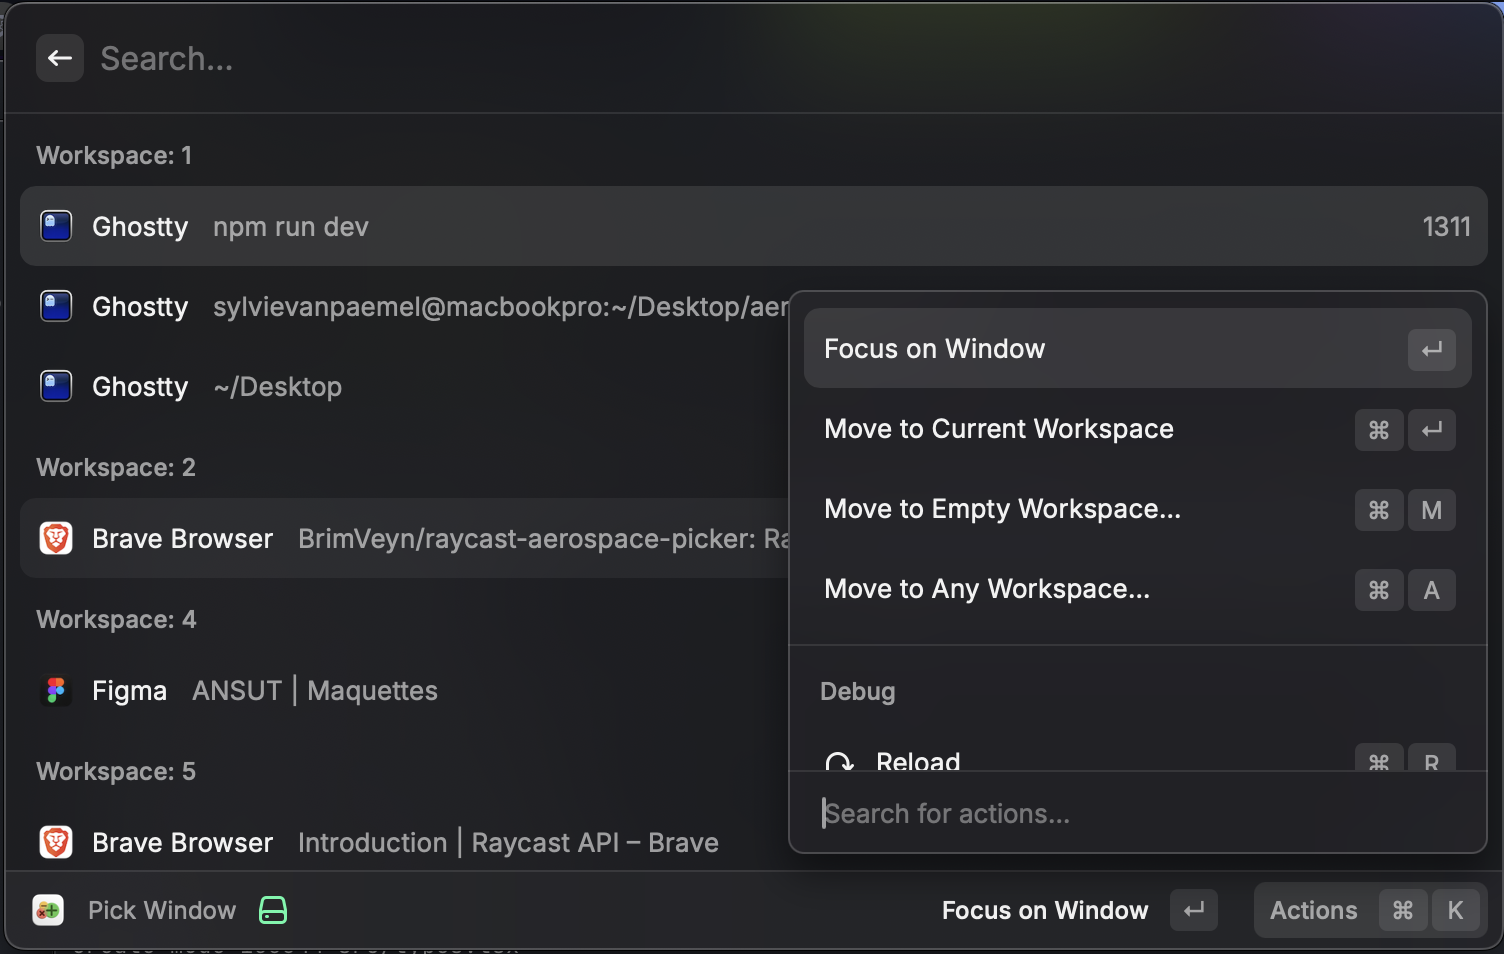 Search...
Workspace: 1
Ghostty npm run dev 1311
Ghostty sylvievanpaemel@macbookpro:~/Desktop/aer
Ghostty ~/Desktop
Workspace: 2
Brave Browser BrimVeyn/raycast-aerospace-picker: Ra
Workspace: 4
Figma ANSUT | Maquettes
Workspace: 5
Brave Browser Introduction | Raycast API – Brave
Focus on Window ↵
Move to Current Workspace ⌘ ↵
Move to Empty Workspace... ⌘ M
Move to Any Workspace... ⌘ A
Debug
Reload ⌘ R
Search for actions...
Pick Window Focus on Window ↵ Actions ⌘ K